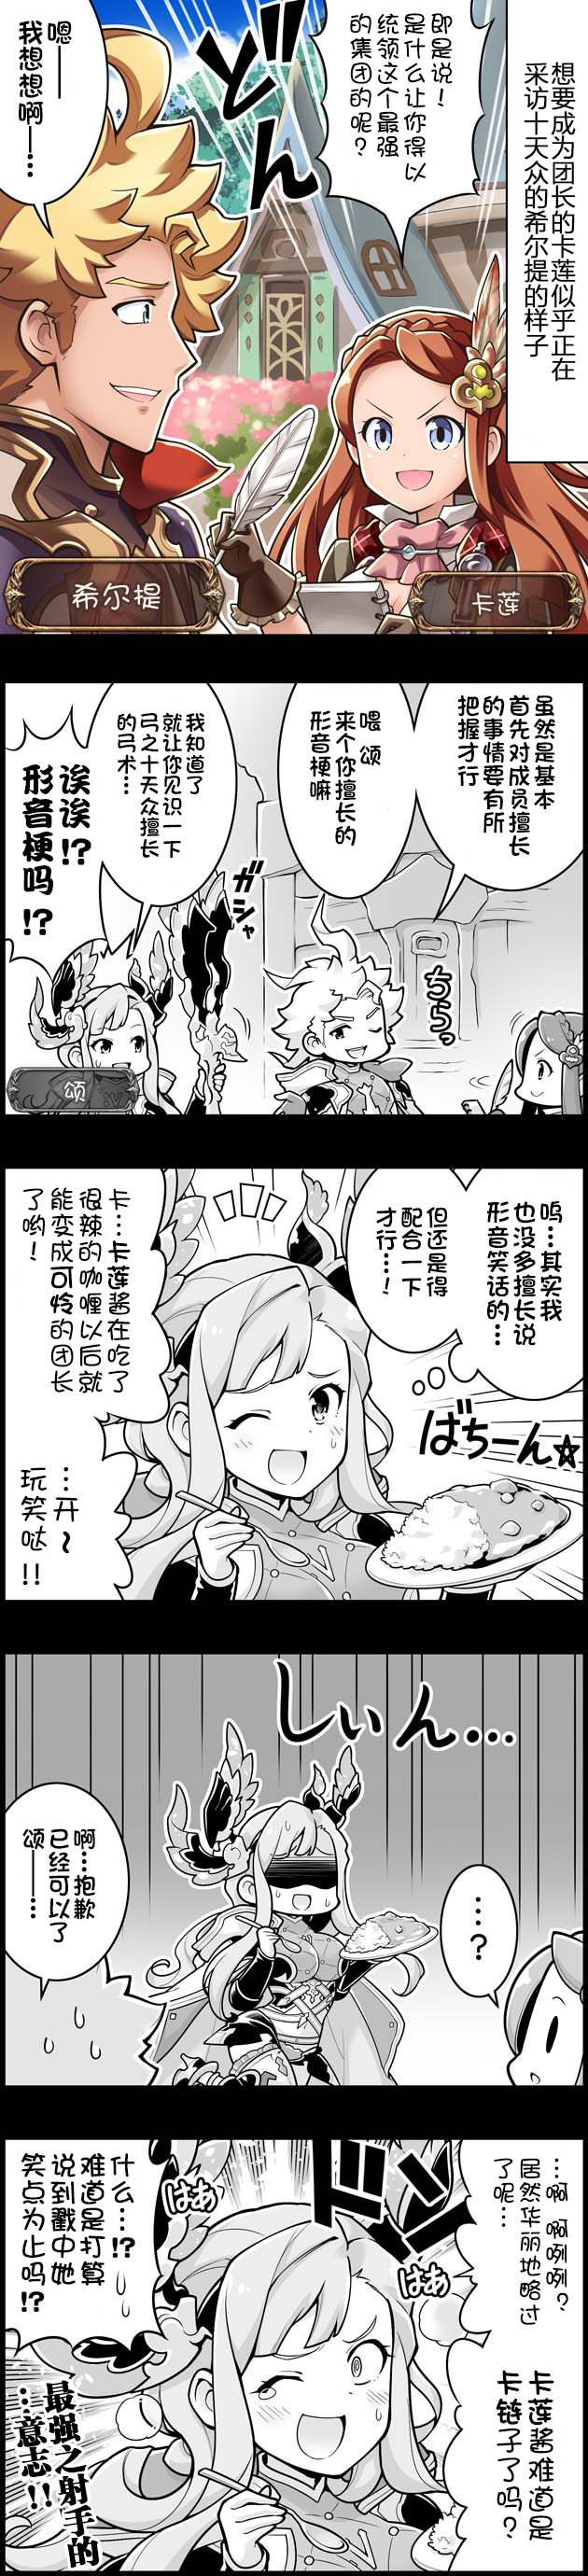 想要成为团长的卡莲似乎正在
采访十天众的希尔提的样子
即是说！
是什么让你得以
统领这个最强
的集团的呢？
どん
嗯——
我想想啊——…
希尔提
卡莲
虽然是基本
首先对成员擅长
的事情要有所
把握才行
喂 颂
来个你擅长的
形音梗嘛
ちらっ
我知道了
就让你见识一下
弓之十天众擅长
的弓术…
ガシャ
诶诶!?
形音梗吗!?
颂
呜…其实我
也没多擅长说
形音笑话的…
但还是得
配合一下
才行…！
ばちーん☆
卡…卡莲酱在吃了
很辣的咖喱以后就
能变成可怜的团长
了哟！
…开～
玩笑哒!!
しぃん…
…？
啊…抱歉
已经可以了
颂——…
…啊 啊咧咧？
居然华丽地略过
了呢…
卡莲酱难道是
卡链子了吗？
ドドン
はあ
はあ
什么…!?
难道是打算
说到戳中她
笑点为止吗!?
最强之射手的
…意志!!